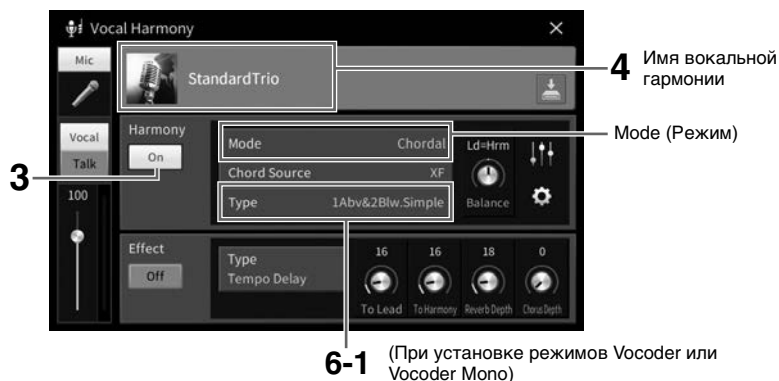 Vocal Harmony
Mic
StandardTrio
4
Имя вокальной
гармонии
Vocal
Talk
100
Harmony
On
Mode Chordal
Chord Source XF
Type 1Abv&2Blw.Simple
Ld=Hrm
Balance
Mode (Режим)
3
Effect
Off
Type
Tempo Delay
16 16 18 0
To Lead To Harmony Reverb Depth Chorus Depth
6-1
(При установке режимов Vocoder или
Vocoder Mono)